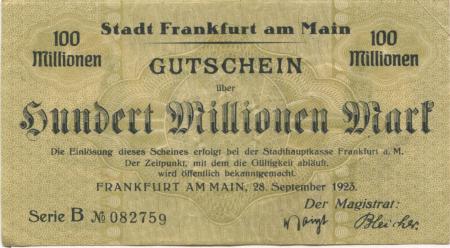 Stadt Frankfurt am Main
100 Millionen
100 Millionen
GUTSCHEIN
über
Hundert Millionen Mark
Die Einlösung dieses Scheines erfolgt bei der Stadthauptkasse Frankfurt a. M.
Der Zeitpunkt, mit dem die Gültigkeit abläuft,
wird öffentlich bekanntgemacht.
FRANKFURT AM MAIN, 28. September 1923.
Der Magistrat:
Serie B № 082759